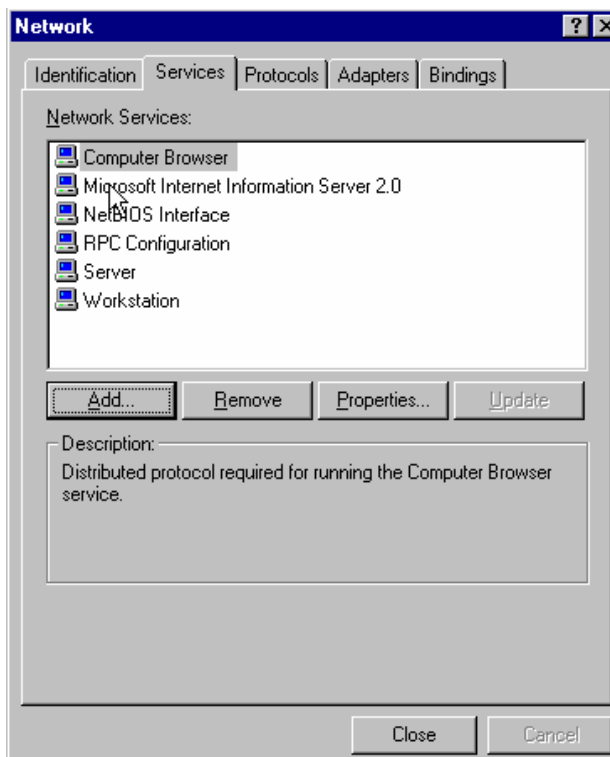 Network
Identification Services Protocols Adapters Bindings
Network Services:
Computer Browser
Microsoft Internet Information Server 2.0
NetBIOS Interface
RPC Configuration
Server
Workstation
Add... Remove Properties... Update
Description:
Distributed protocol required for running the Computer Browser
service.
Close Cancel